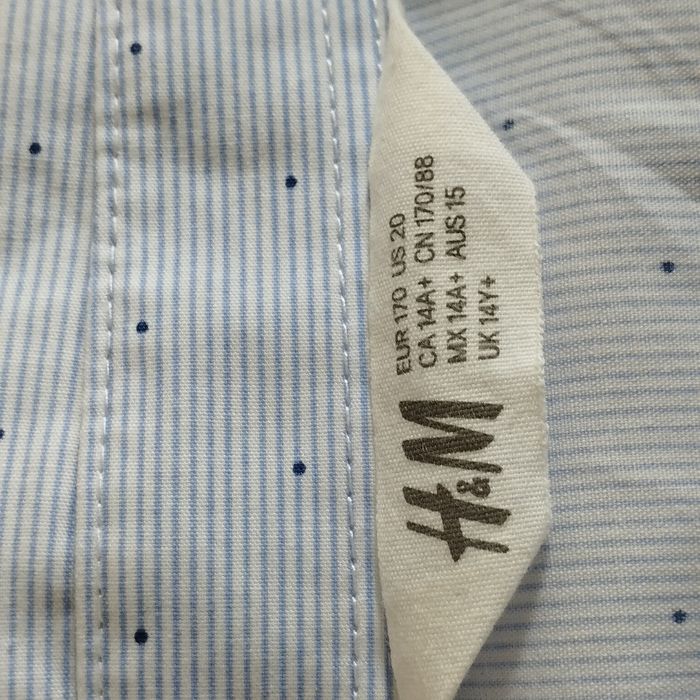 H&M
EUR 170 US 20
CA 14A+ CN 170/88
MX 14A+ AUS 15
UK 14Y+